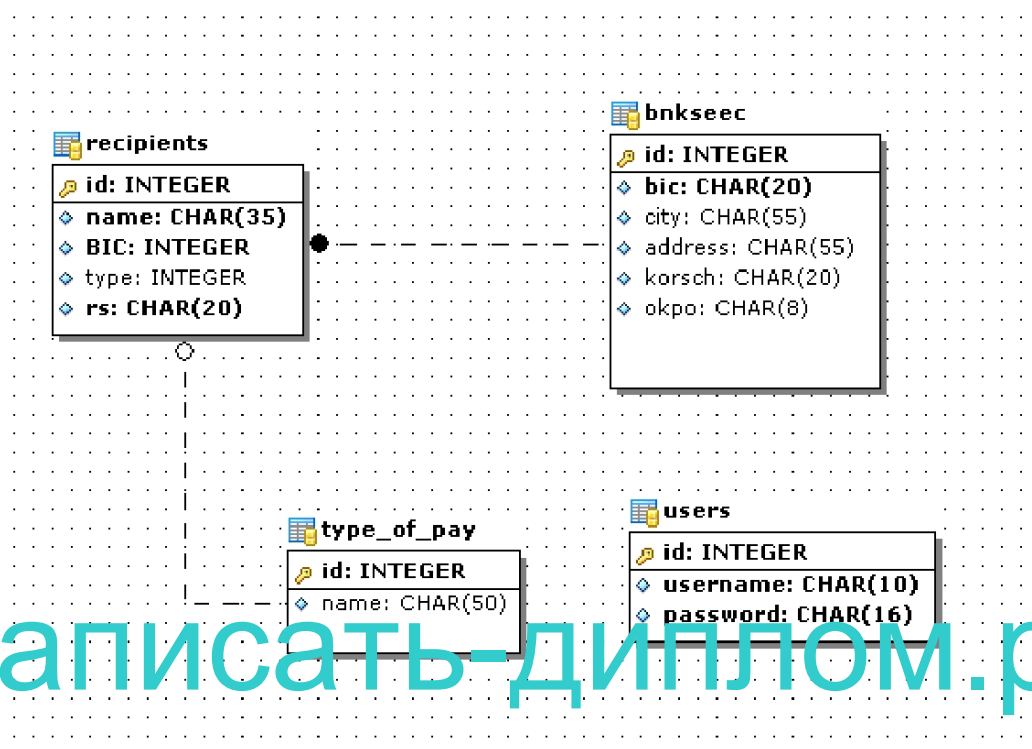 recipients
id: INTEGER
name: CHAR(35)
BIC: INTEGER
type: INTEGER
rs: CHAR(20)
bnkseec
id: INTEGER
bic: CHAR(20)
city: CHAR(55)
address: CHAR(55)
korsch: CHAR(20)
okpo: CHAR(8)
type_of_pay
id: INTEGER
name: CHAR(50)
users
id: INTEGER
username: CHAR(10)
password: CHAR(16)
аписать-диплом.р